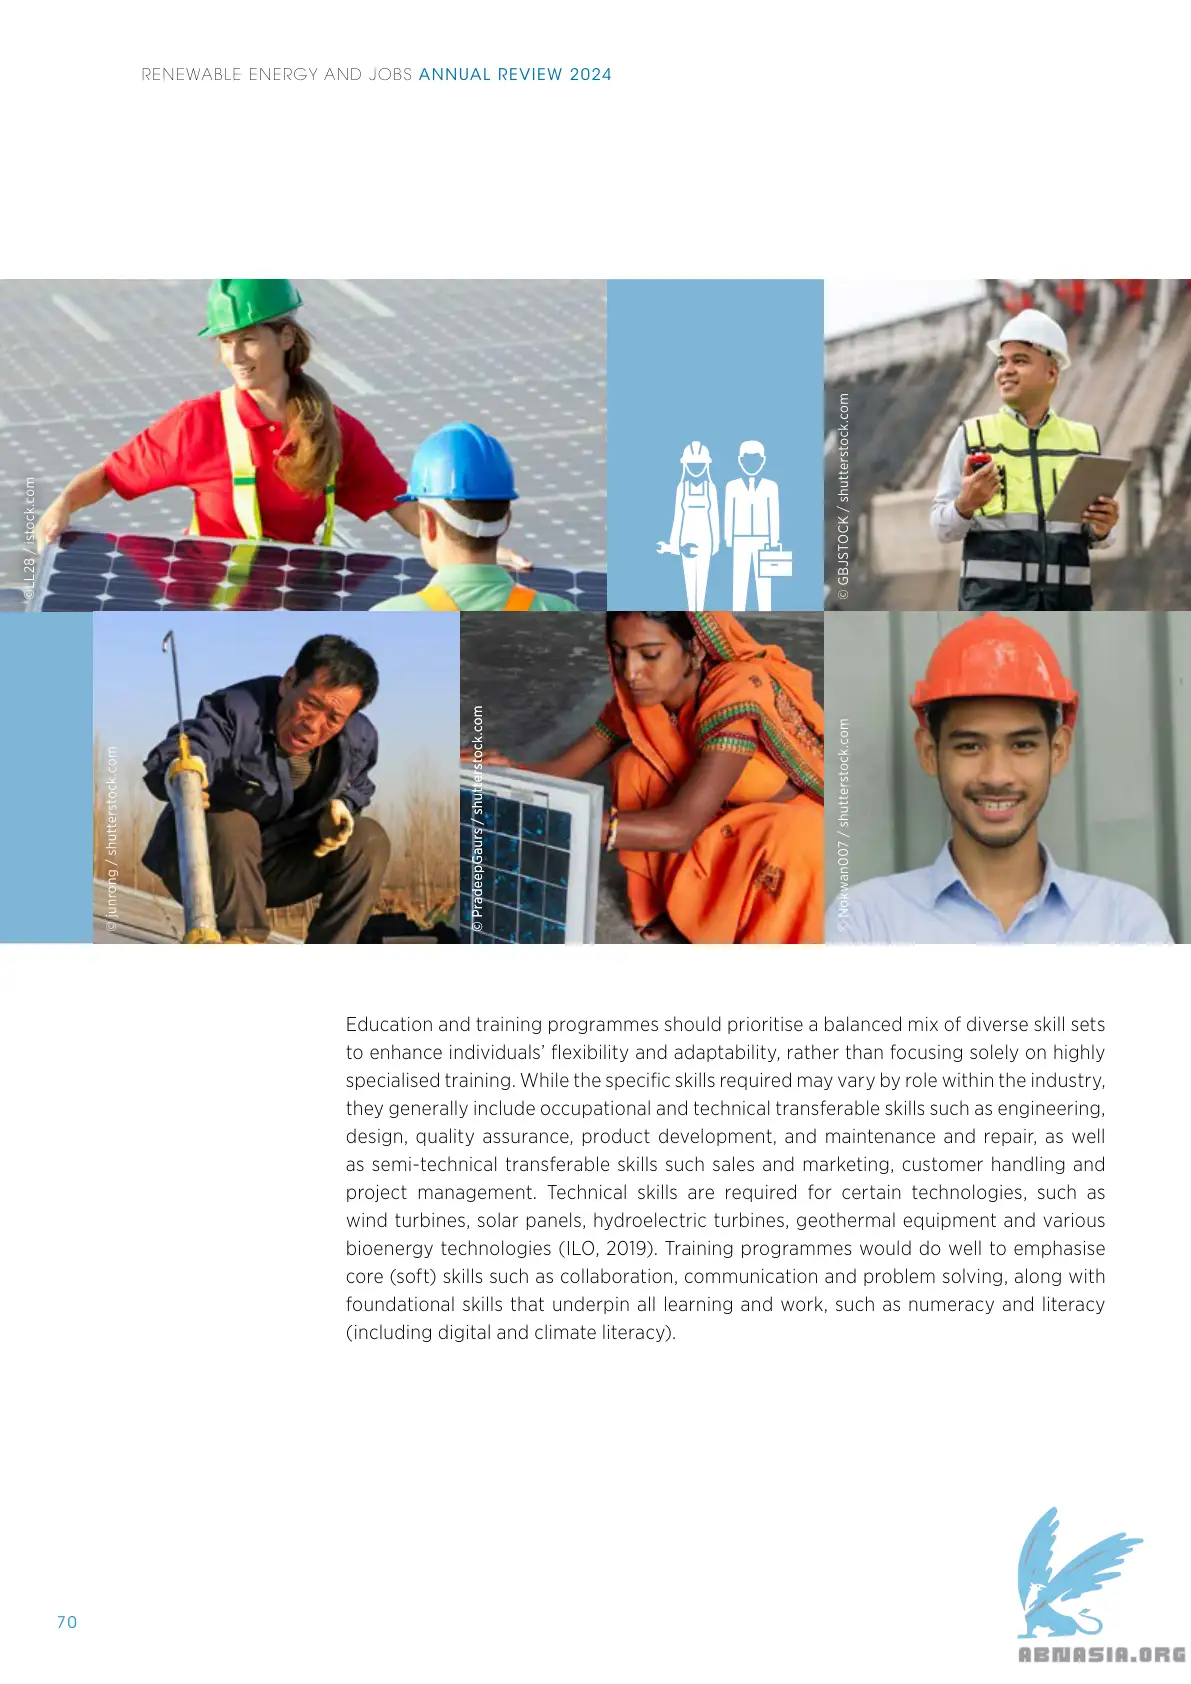 RENEWABLE ENERGY AND JOBS ANNUAL REVIEW 2024
©LL28 / istock.com
© GBJSTOCK / shutterstock.com
© junrong / shutterstock.com
© PradeepGaurs / shutterstock.com
© Nokwan007 / shutterstock.com
Education and training programmes should prioritise a balanced mix of diverse skill sets
to enhance individuals’ flexibility and adaptability, rather than focusing solely on highly
specialised training. While the specific skills required may vary by role within the industry,
they generally include occupational and technical transferable skills such as engineering,
design, quality assurance, product development, and maintenance and repair, as well
as semi-technical transferable skills such sales and marketing, customer handling and
project management. Technical skills are required for certain technologies, such as
wind turbines, solar panels, hydroelectric turbines, geothermal equipment and various
bioenergy technologies (ILO, 2019). Training programmes would do well to emphasise
core (soft) skills such as collaboration, communication and problem solving, along with
foundational skills that underpin all learning and work, such as numeracy and literacy
(including digital and climate literacy).
70
ABNASIA.ORG